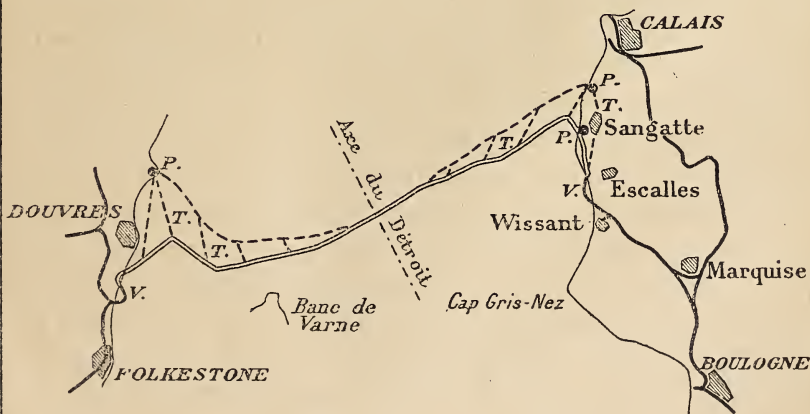 CALAIS
P.
T.
Sangatte
P.
T.
Axe du Détroit
P.
T.
T.
DOUVRES
V.
Escalles
Wissant
V.
Marquise
Banc de
Varne
Cap Gris-Nez
BOULOGNE
FOLKESTONE